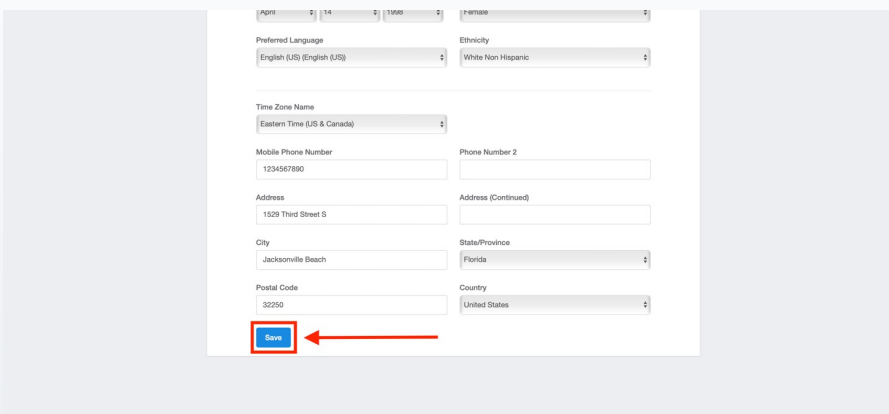 April 14 1998 Female
Preferred Language Ethnicity
English (US) (English (US)) White Non Hispanic
Time Zone Name
Eastern Time (US & Canada)
Mobile Phone Number Phone Number 2
1234567890
Address Address (Continued)
1529 Third Street S
City State/Province
Jacksonville Beach Florida
Postal Code Country
32250 United States
Save